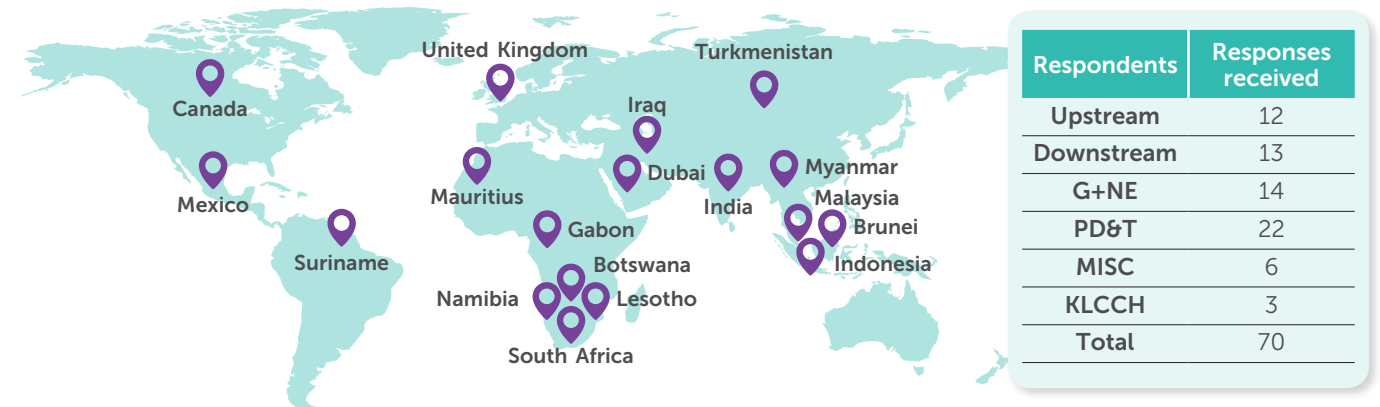 United Kingdom
Turkmenistan
Canada
Iraq
Mauritius
Dubai
India
Myanmar
Mexico
Malaysia
Brunei
Gabon
Suriname
Indonesia
Botswana
Namibia
Lesotho
South Africa
Respondents Responses received
Upstream 12
Downstream 13
G+NE 14
PD&T 22
MISC 6
KLCCH 3
Total 70